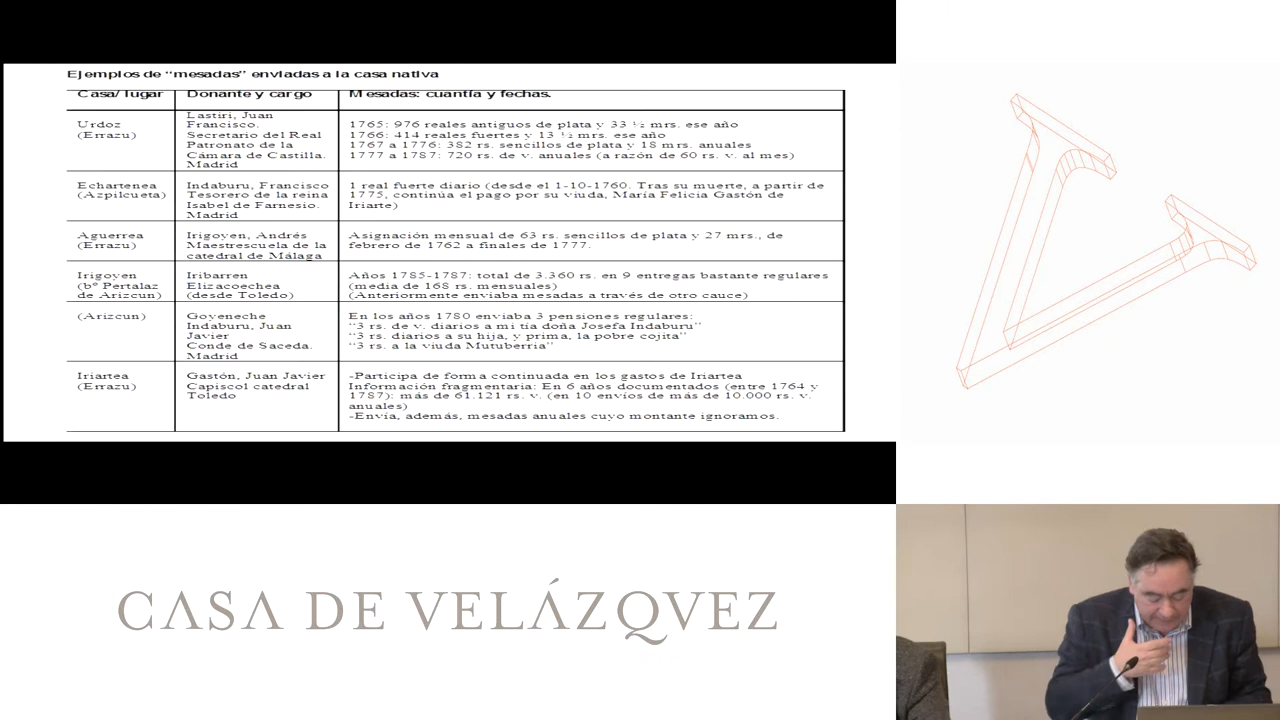 Ejemplos de “mesadas” enviadas a la casa nativa
Casa/ lugar
Donante y cargo
Mesadas: cuantía y fechas.
Urdoz
(Errazu)
Lastiri, Juan
Francisco.
Secretario del Real
Patronato de la
Cámara de Castilla.
Madrid
1765: 976 reales antiguos de plata y 33 ½ mrs. ese año
1766: 414 reales fuertes y 13 ½ mrs. ese año
1767 a 1776: 382 rs. sencillos de plata y 18 mrs. anuales
1777 a 1787: 720 rs. de v. anuales (a razón de 60 rs. v. al mes)
Echartenea
(Azpilcueta)
Indaburu, Francisco
Tesorero de la reina
Isabel de Farnesio.
Madrid
1 real fuerte diario (desde el 1-10-1760. Tras su muerte, a partir de
1775, continúa el pago por su viuda, María Felicia Gastón de
Iriarte)
Aguerrea
(Errazu)
Irigoyen, Andrés
Maestrescuela de la
catedral de Málaga
Asignación mensual de 63 rs. sencillos de plata y 27 mrs., de
febrero de 1762 a finales de 1777.
Irigoyen
(bº Pertalaz
de Arizcun)
Iribarren
Elizacoechea
(desde Toledo)
Años 1785-1787: total de 3.360 rs. en 9 entregas bastante regulares
(media de 168 rs. mensuales)
(Anteriormente enviaba mesadas a través de otro cauce)
(Arizcun)
Goyeneche
Indaburu, Juan
Javier
Conde de Saceda.
Madrid
En los años 1780 enviaba 3 pensiones regulares:
“3 rs. de v. diarios a mi tía doña Josefa Indaburu”
“3 rs. diarios a su hija, y prima, la pobre cojita”
“3 rs. a la viuda Mutuberria”
Iriartea
(Errazu)
Gastón, Juan Javier
Capiscol catedral
Toledo
-Participa de forma continuada en los gastos de Iriartea
Información fragmentaria: En 6 años documentados (entre 1764 y
1787): más de 61.121 rs. v. (en 10 envíos de más de 10.000 rs. v.
anuales)
-Envía, además, mesadas anuales cuyo montante ignoramos.
CASA DE VELÁZQVEZ